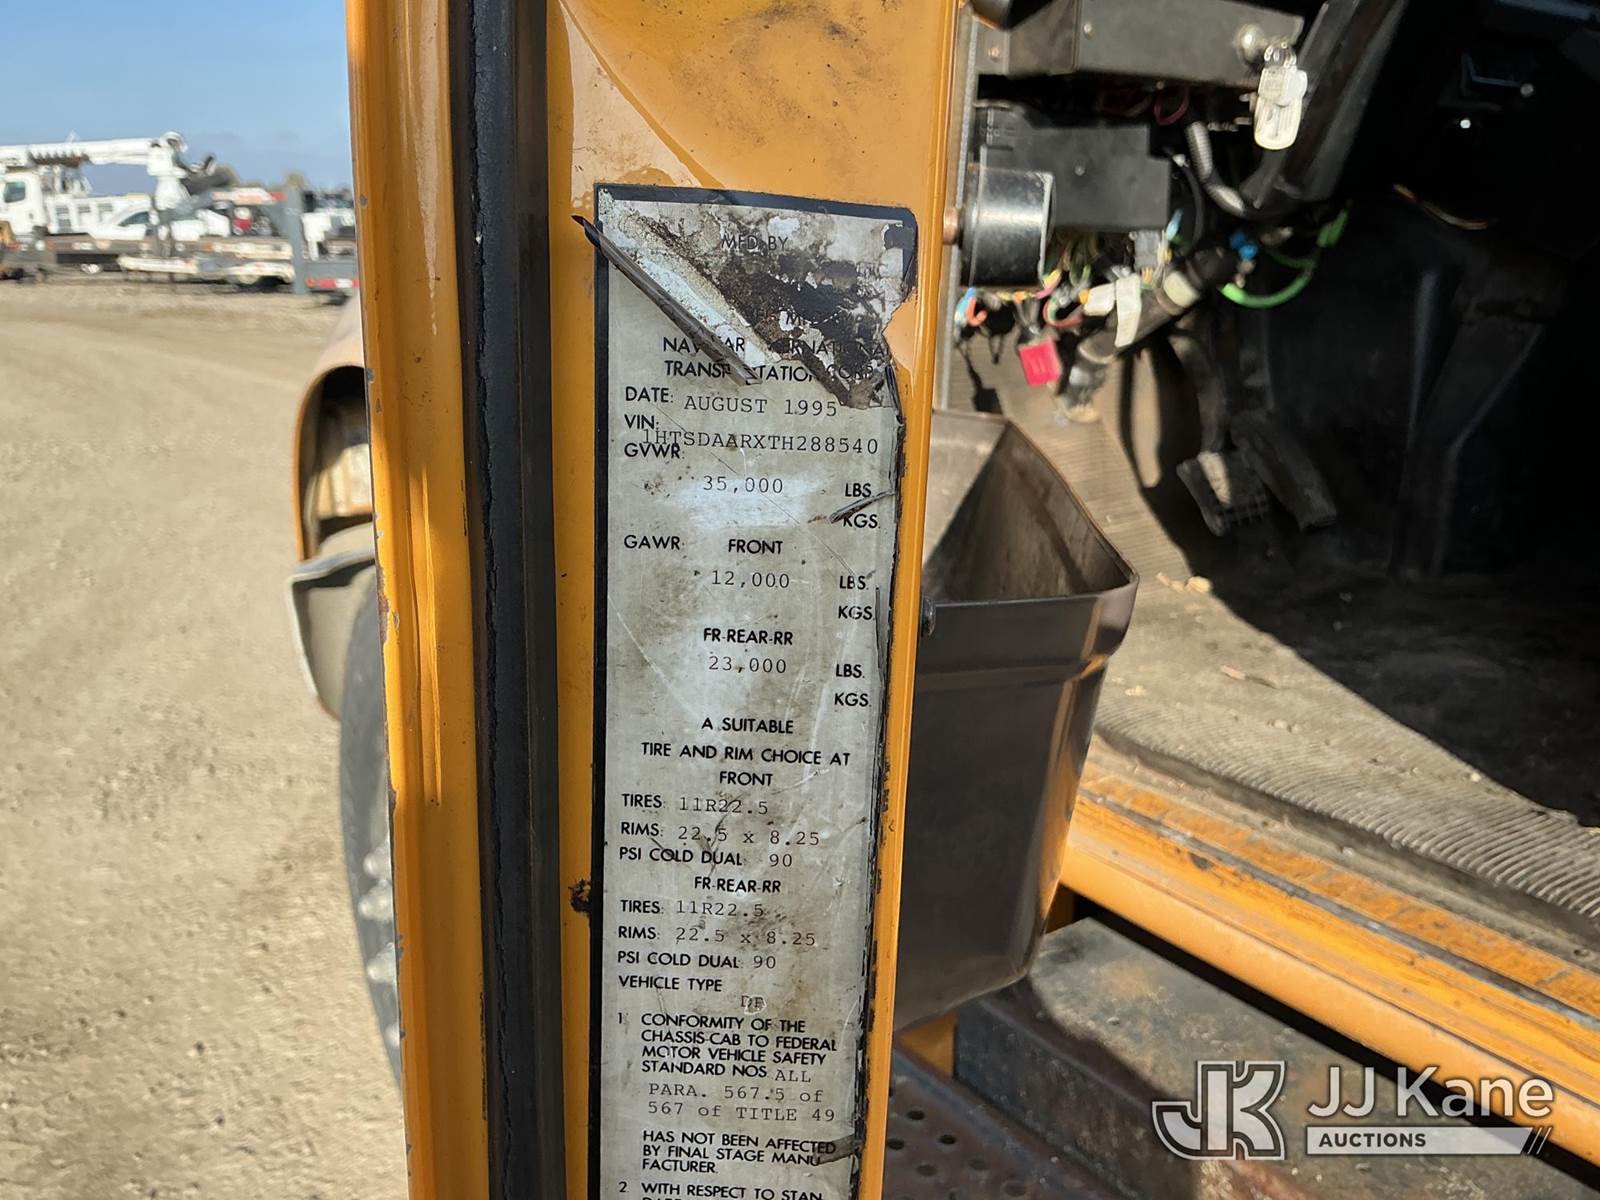 MFD BY
TRANSP TATION CORP
DATE: AUGUST 1995
VIN: 1HTSDAARXTH288540
GVWR:
35,000 LBS.
KGS.
GAWR: FRONT
12,000 LBS.
KGS.
FR-REAR-RR
23,000 LBS.
KGS.
A SUITABLE
TIRE AND RIM CHOICE AT
FRONT
TIRES: 11R22.5
RIMS: 22.5 x 8.25
PSI COLD DUAL: 90
FR-REAR-RR
TIRES: 11R22.5
RIMS: 22.5 x 8.25
PSI COLD DUAL: 90
VEHICLE TYPE
1 CONFORMITY OF THE
CHASSIS-CAB TO FEDERAL
MOTOR VEHICLE SAFETY
STANDARD NOS. ALL
PARA. 567.5 of
567 of TITLE 49
HAS NOT BEEN AFFECTED
BY FINAL STAGE MANU
FACTURER.
2 WITH RESPECT TO STAN
JK JJ Kane
AUCTIONS